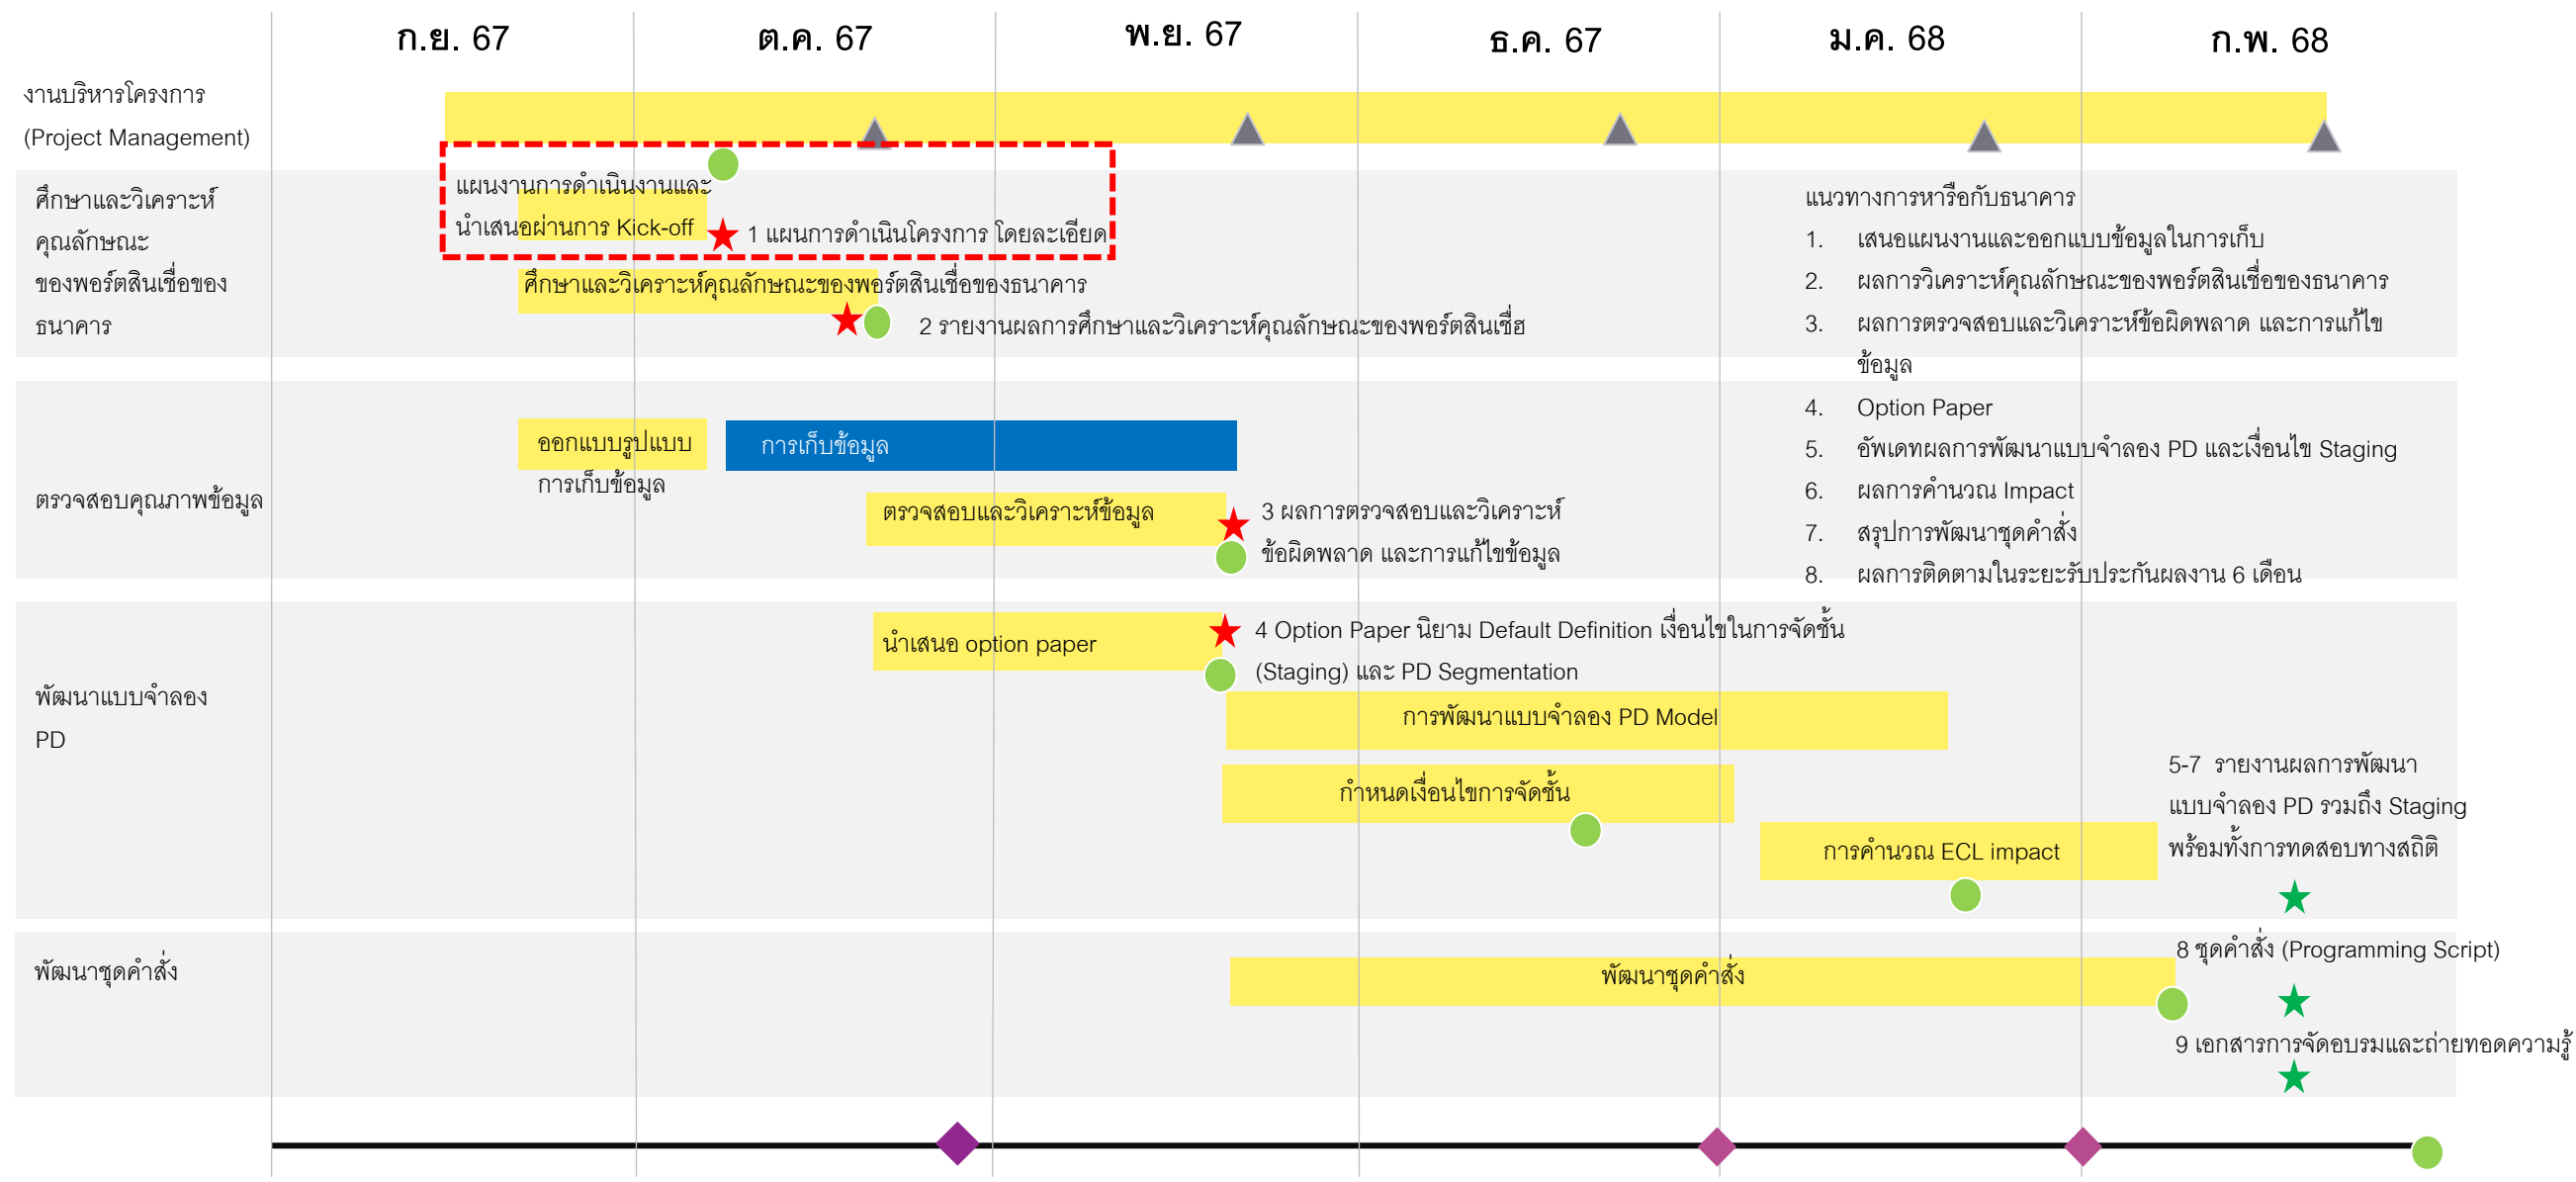 ก.ย. 67
ต.ค. 67
พ.ย. 67
ธ.ค. 67
ม.ค. 68
ก.พ. 68
งานบริหารโครงการ
(Project Management)
แผนงานการดำเนินงานและ
นำเสนอผ่านการ Kick-off
1 แผนการดำเนินโครงการ โดยละเอียด
ศึกษาและวิเคราะห์
คุณลักษณะ
ของพอร์ตสินเชื่อของ
ธนาคาร
ศึกษาและวิเคราะห์คุณลักษณะของพอร์ตสินเชื่อของธนาคาร
2 รายงานผลการศึกษาและวิเคราะห์คุณลักษณะของพอร์ตสินเชื่ฮ
แนวทางการหารือกับธนาคาร
1. เสนอแผนงานและออกแบบข้อมูลในการเก็บ
2. ผลการวิเคราะห์คุณลักษณะของพอร์ตสินเชื่อของธนาคาร
3. ผลการตรวจสอบและวิเคราะห์ข้อผิดพลาด และการแก้ไข
ข้อมูล
4. Option Paper
5. อัพเดทผลการพัฒนาแบบจำลอง PD และเงื่อนไข Staging
6. ผลการคำนวณ Impact
7. สรุปการพัฒนาชุดคำสั่ง
8. ผลการติดตามในระยะรับประกันผลงาน 6 เดือน
ตรวจสอบคุณภาพข้อมูล
ออกแบบรูปแบบ
การเก็บข้อมูล
การเก็บข้อมูล
ตรวจสอบและวิเคราะห์ข้อมูล
3 ผลการตรวจสอบและวิเคราะห์
ข้อผิดพลาด และการแก้ไขข้อมูล
พัฒนาแบบจำลอง
PD
นำเสนอ option paper
4 Option Paper นิยาม Default Definition เงื่อนไขในการจัดชั้น
(Staging) และ PD Segmentation
การพัฒนาแบบจำลอง PD Model
กำหนดเงื่อนไขการจัดชั้น
การคำนวณ ECL impact
5-7 รายงานผลการพัฒนา
แบบจำลอง PD รวมถึง Staging
พร้อมทั้งการทดสอบทางสถิติ
พัฒนาชุดคำสั่ง
พัฒนาชุดคำสั่ง
8 ชุดคำสั่ง (Programming Script)
9 เอกสารการจัดอบรมและถ่ายทอดความรู้